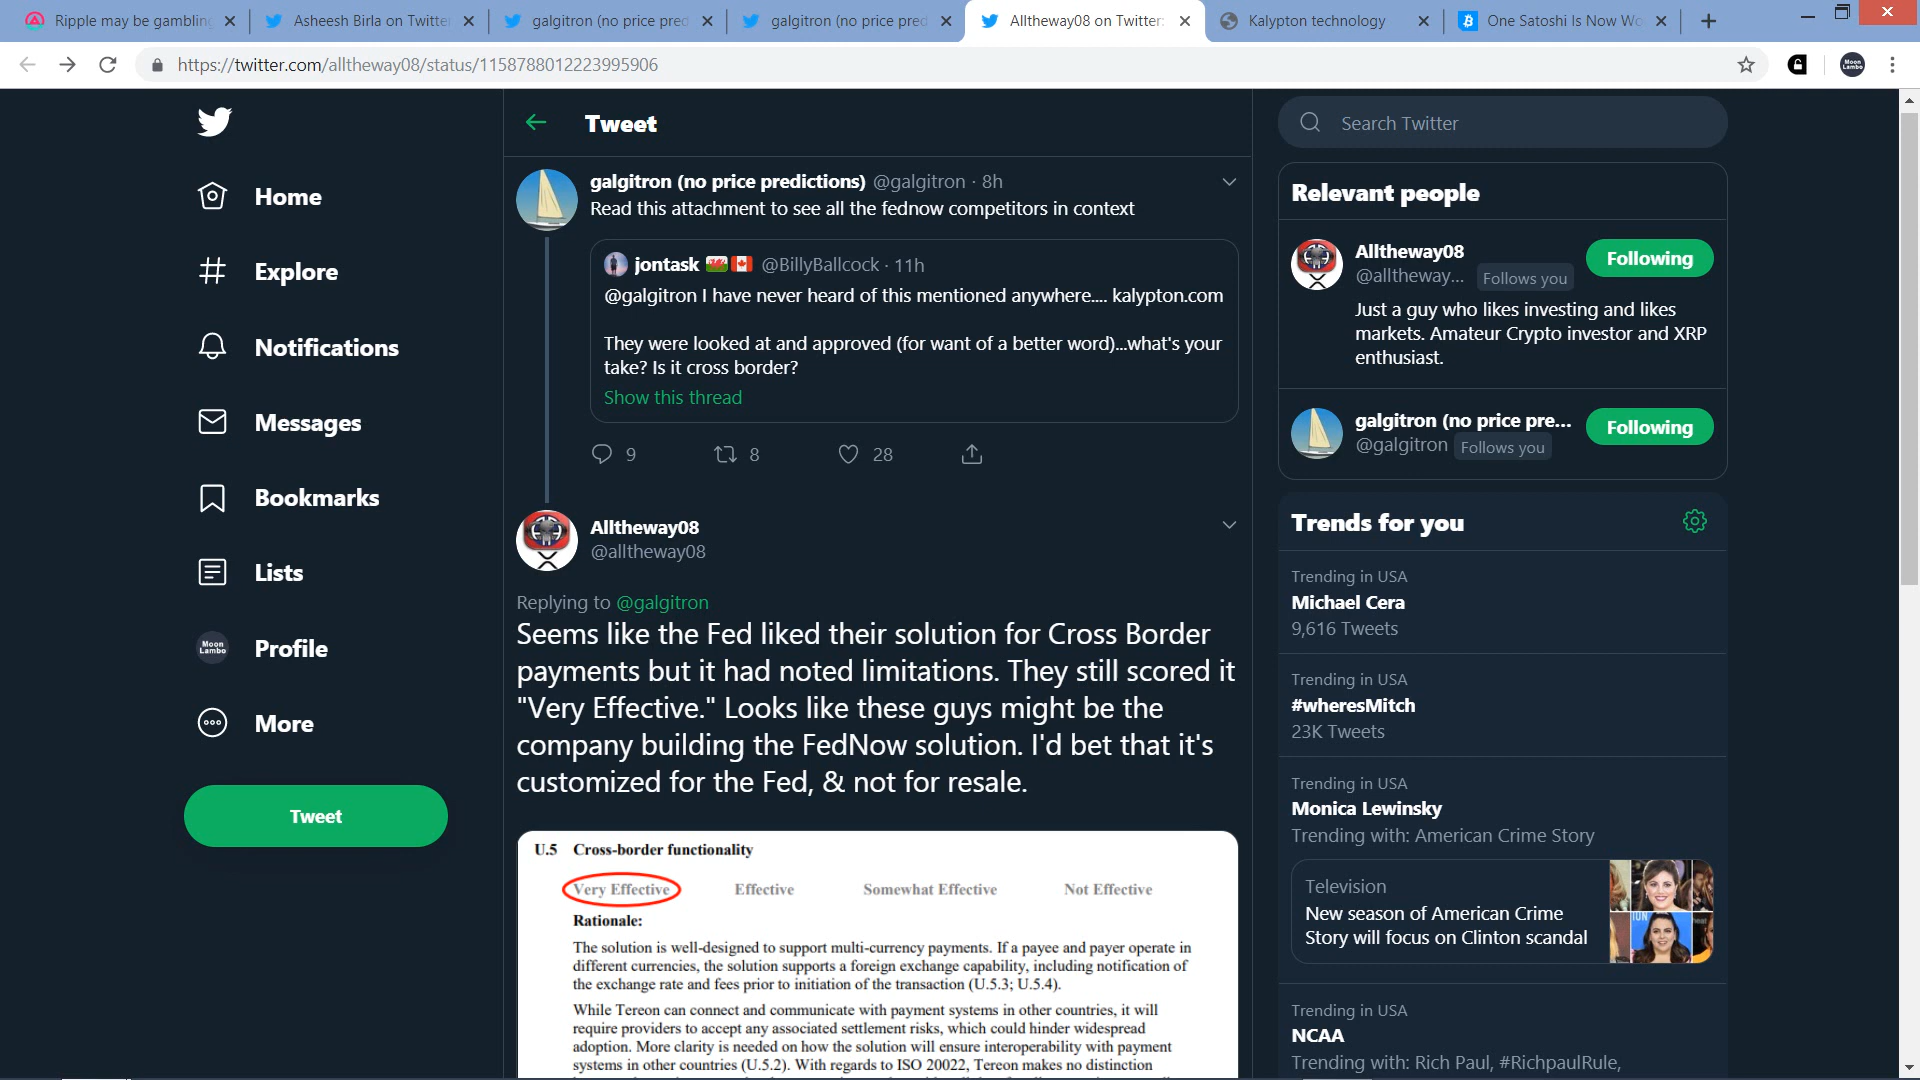 Ripple may be gambling
Asheesh Birla on Twitter
galgitron (no price pred
galgitron (no price pred
Alltheway08 on Twitter:
Kalypton technology
One Satoshi Is Now Wo
https://twitter.com/alltheway08/status/1158788012223995906
Moon Lambo
Home
Explore
Notifications
Messages
Bookmarks
Lists
Moon Lambo
Profile
More
Tweet
Tweet
galgitron (no price predictions) @galgitron · 8h
Read this attachment to see all the fednow competitors in context
jontask @BillyBallcock · 11h
@galgitron I have never heard of this mentioned anywhere.... kalypton.com
They were looked at and approved (for want of a better word)...what's your
take? Is it cross border?
Show this thread
9
8
28
Alltheway08
@alltheway08
Replying to @galgitron
Seems like the Fed liked their solution for Cross Border
payments but it had noted limitations. They still scored it
"Very Effective." Looks like these guys might be the
company building the FedNow solution. I'd bet that it's
customized for the Fed, & not for resale.
U.5 Cross-border functionality
Very Effective Effective Somewhat Effective Not Effective
Rationale:
The solution is well-designed to support multi-currency payments. If a payee and payer operate in
different currencies, the solution supports a foreign exchange capability, including notification of
the exchange rate and fees prior to initiation of the transaction (U.5.3; U.5.4).
While Tereon can connect and communicate with payment systems in other countries, it will
require providers to accept any associated settlement risks, which could hinder widespread
adoption. More clarity is needed on how the solution will ensure interoperability with payment
systems in other countries (U.5.2). With regards to ISO 20022, Tereon makes no distinction
Search Twitter
Relevant people
Alltheway08
@alltheway... Follows you
Following
Just a guy who likes investing and likes
markets. Amateur Crypto investor and XRP
enthusiast.
galgitron (no price pre...
@galgitron Follows you
Following
Trends for you
Trending in USA
Michael Cera
9,616 Tweets
Trending in USA
#wheresMitch
23K Tweets
Trending in USA
Monica Lewinsky
Trending with: American Crime Story
Television
New season of American Crime
Story will focus on Clinton scandal
Trending in USA
NCAA
Trending with: Rich Paul, #RichpaulRule,